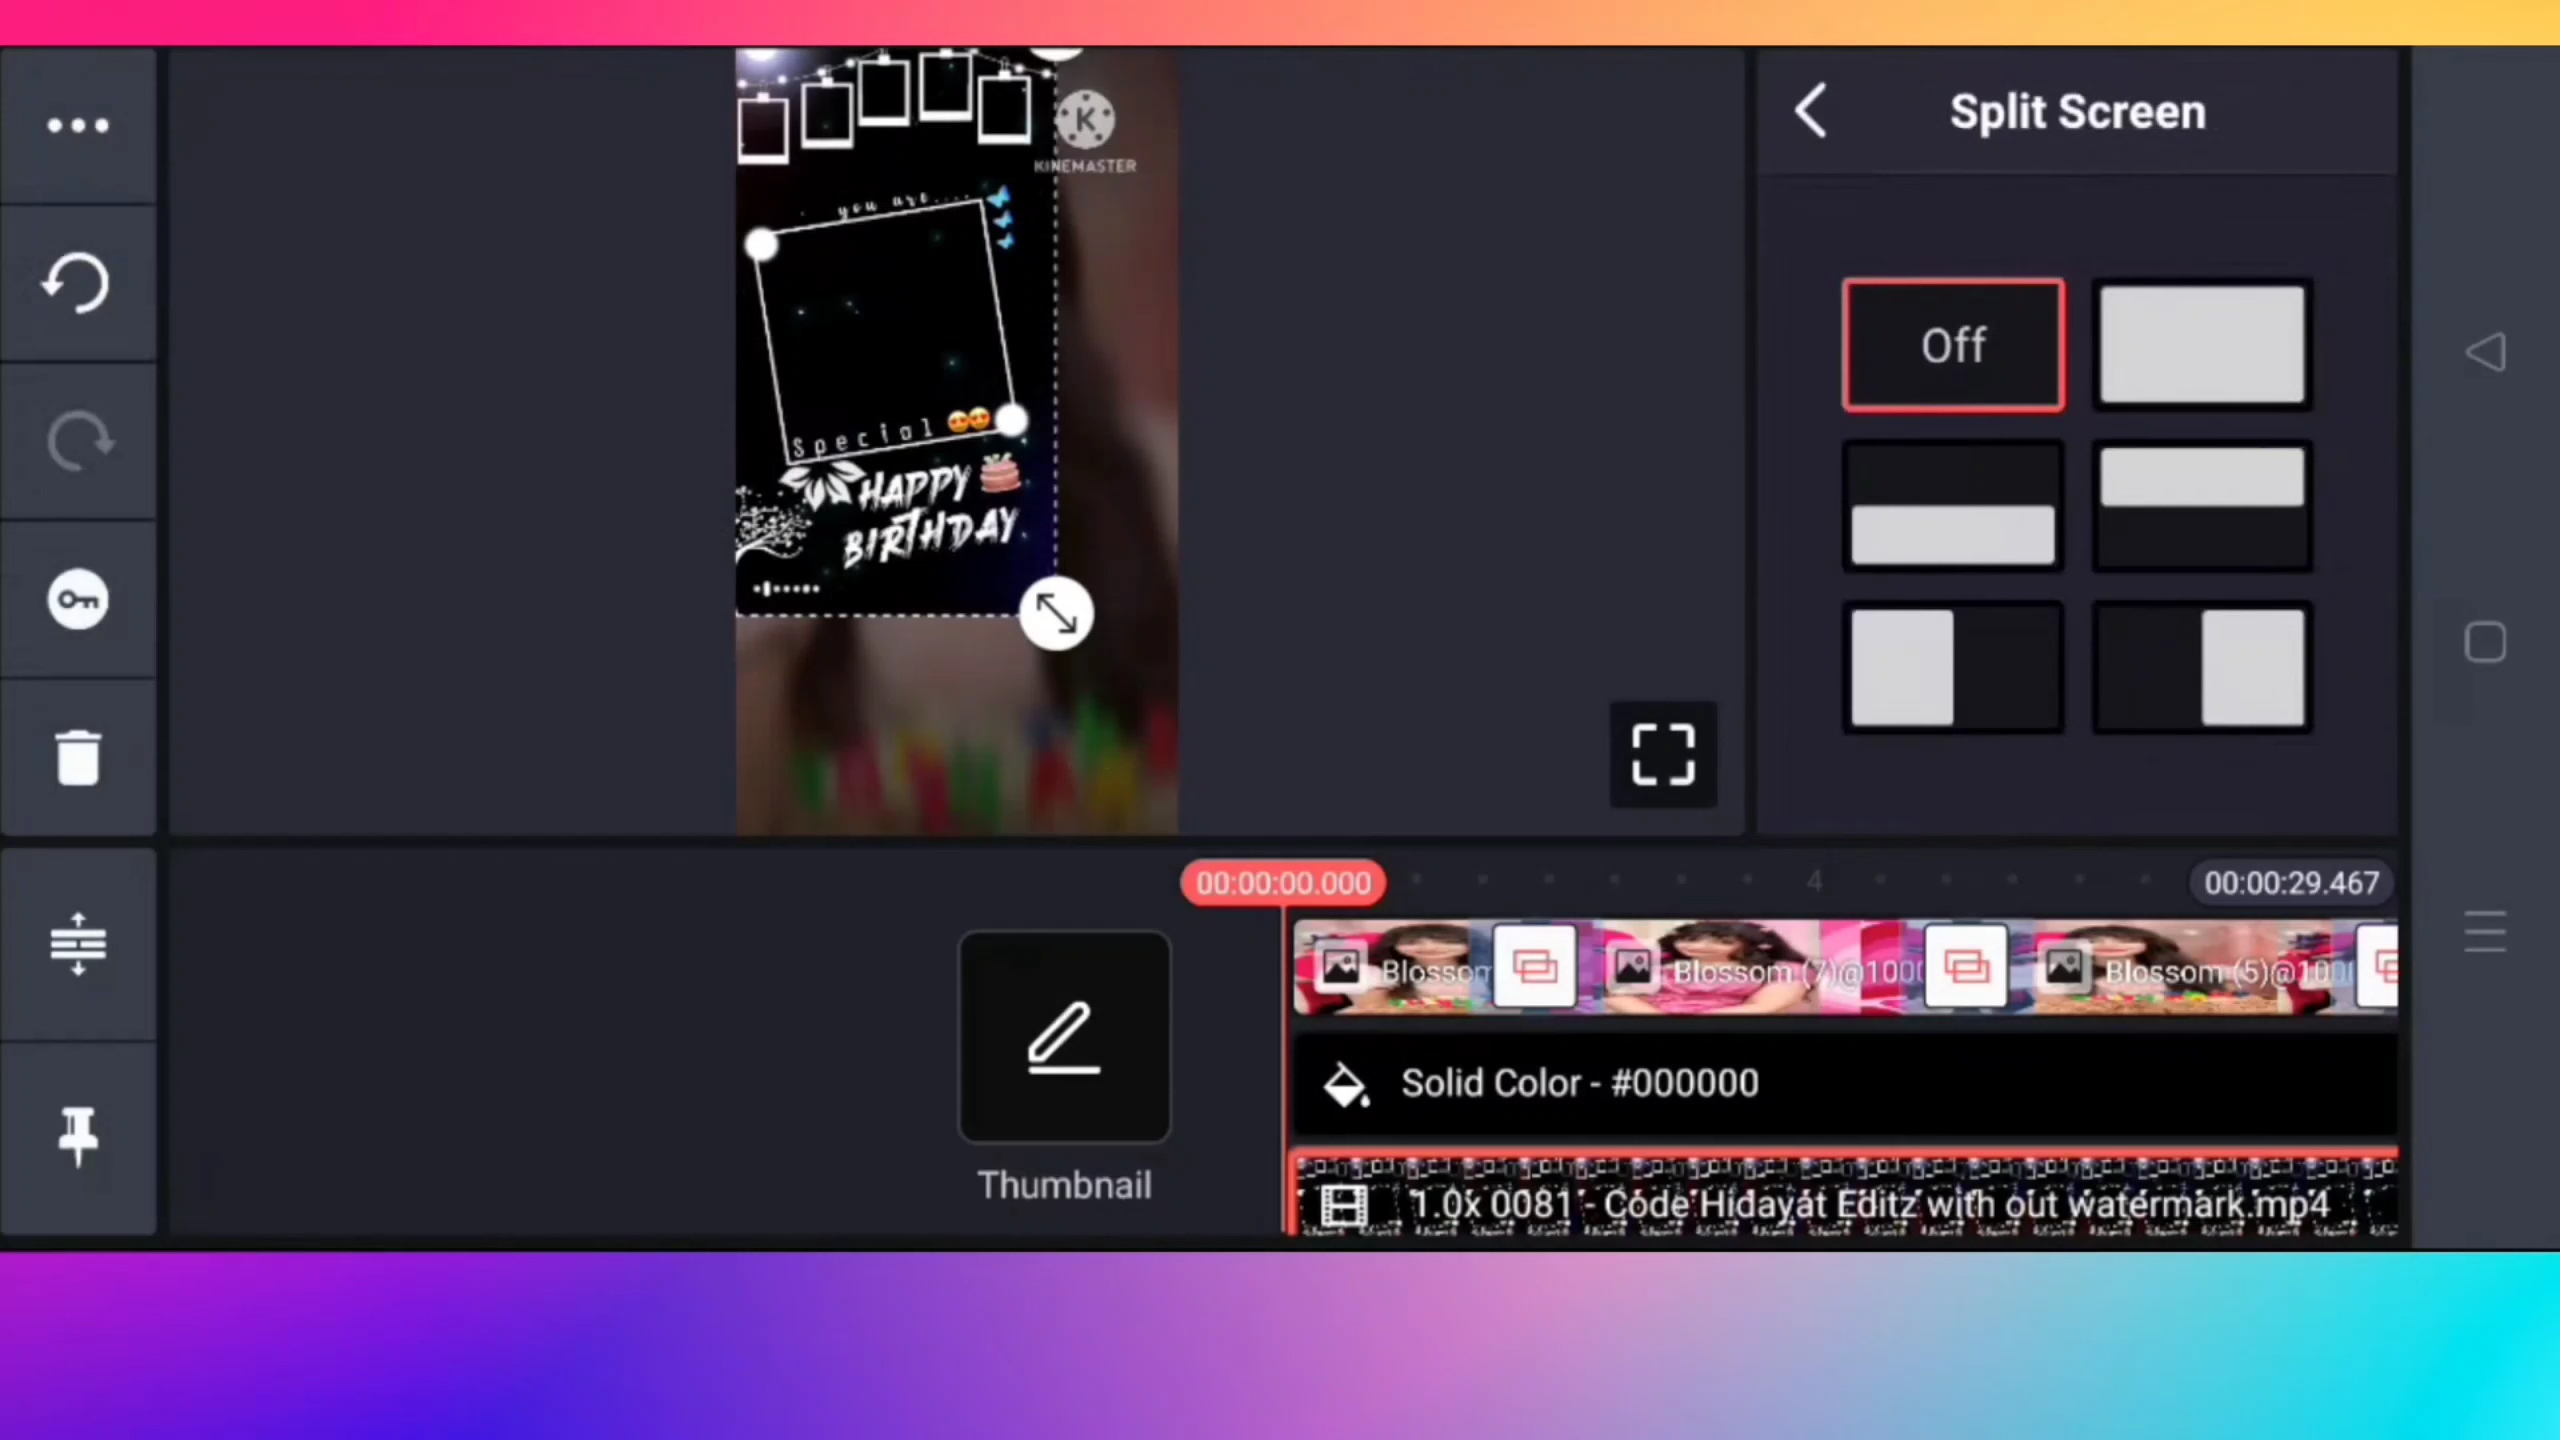 Split Screen
K
KINEMASTER
you are....
Special 😍😍
HAPPY 🎂
BIRTHDAY
Off
00:00:00.000
4
00:00:29.467
Blossom
Blossom (7)@100
Blossom (5)@100
Solid Color - #000000
Thumbnail
1.0x 0081 - Code Hidayat Editz with out watermark.mp4